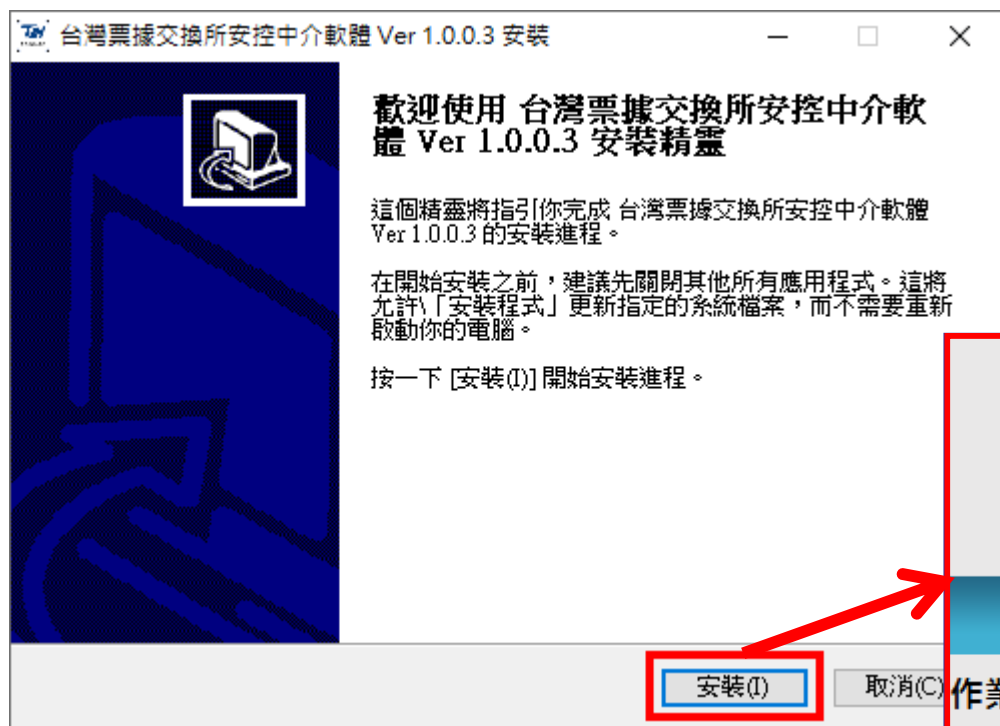 台灣票據交換所安控中介軟體 Ver 1.0.0.3 安裝
歡迎使用 台灣票據交換所安控中介軟
體 Ver 1.0.0.3 安裝精靈
這個精靈將指引你完成 台灣票據交換所安控中介軟體
Ver 1.0.0.3 的安裝進程。
在開始安裝之前，建議先關閉其他所有應用程式。這將
允許\「安裝程式」更新指定的系統檔案，而不需要重新
啟動你的電腦。
按一下 [安裝(I)] 開始安裝進程。
安裝(I)
取消(C)
作業